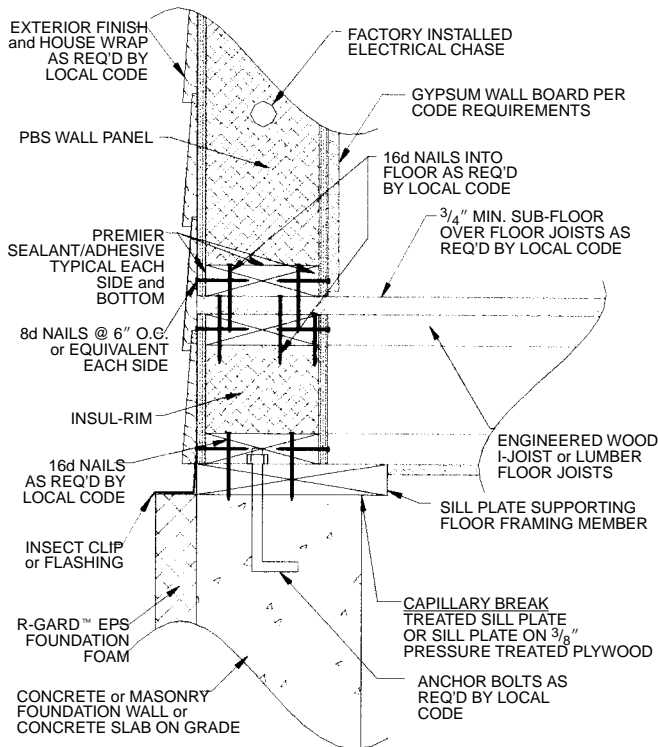 EXTERIOR FINISH
and HOUSE WRAP
AS REQ'D BY
LOCAL CODE
FACTORY INSTALLED
ELECTRICAL CHASE
GYPSUM WALL BOARD PER
CODE REQUIREMENTS
PBS WALL PANEL
16d NAILS INTO
FLOOR AS REQ'D
BY LOCAL CODE
3/4" MIN. SUB-FLOOR
OVER FLOOR JOISTS AS
REQ'D BY LOCAL CODE
PREMIER
SEALANT/ADHESIVE
TYPICAL EACH
SIDE and
BOTTOM
8d NAILS @ 6" O.C.
or EQUIVALENT
EACH SIDE
INSUL-RIM
16d NAILS
AS REQ'D BY
LOCAL CODE
ENGINEERED WOOD
I-JOIST or LUMBER
FLOOR JOISTS
SILL PLATE SUPPORTING
FLOOR FRAMING MEMBER
INSECT CLIP
or FLASHING
R-GARD™ EPS
FOUNDATION
FOAM
CAPILLARY BREAK
TREATED SILL PLATE
OR SILL PLATE ON 3/8"
PRESSURE TREATED PLYWOOD
ANCHOR BOLTS AS
REQ'D BY LOCAL
CODE
CONCRETE or MASONRY
FOUNDATION WALL or
CONCRETE SLAB ON GRADE